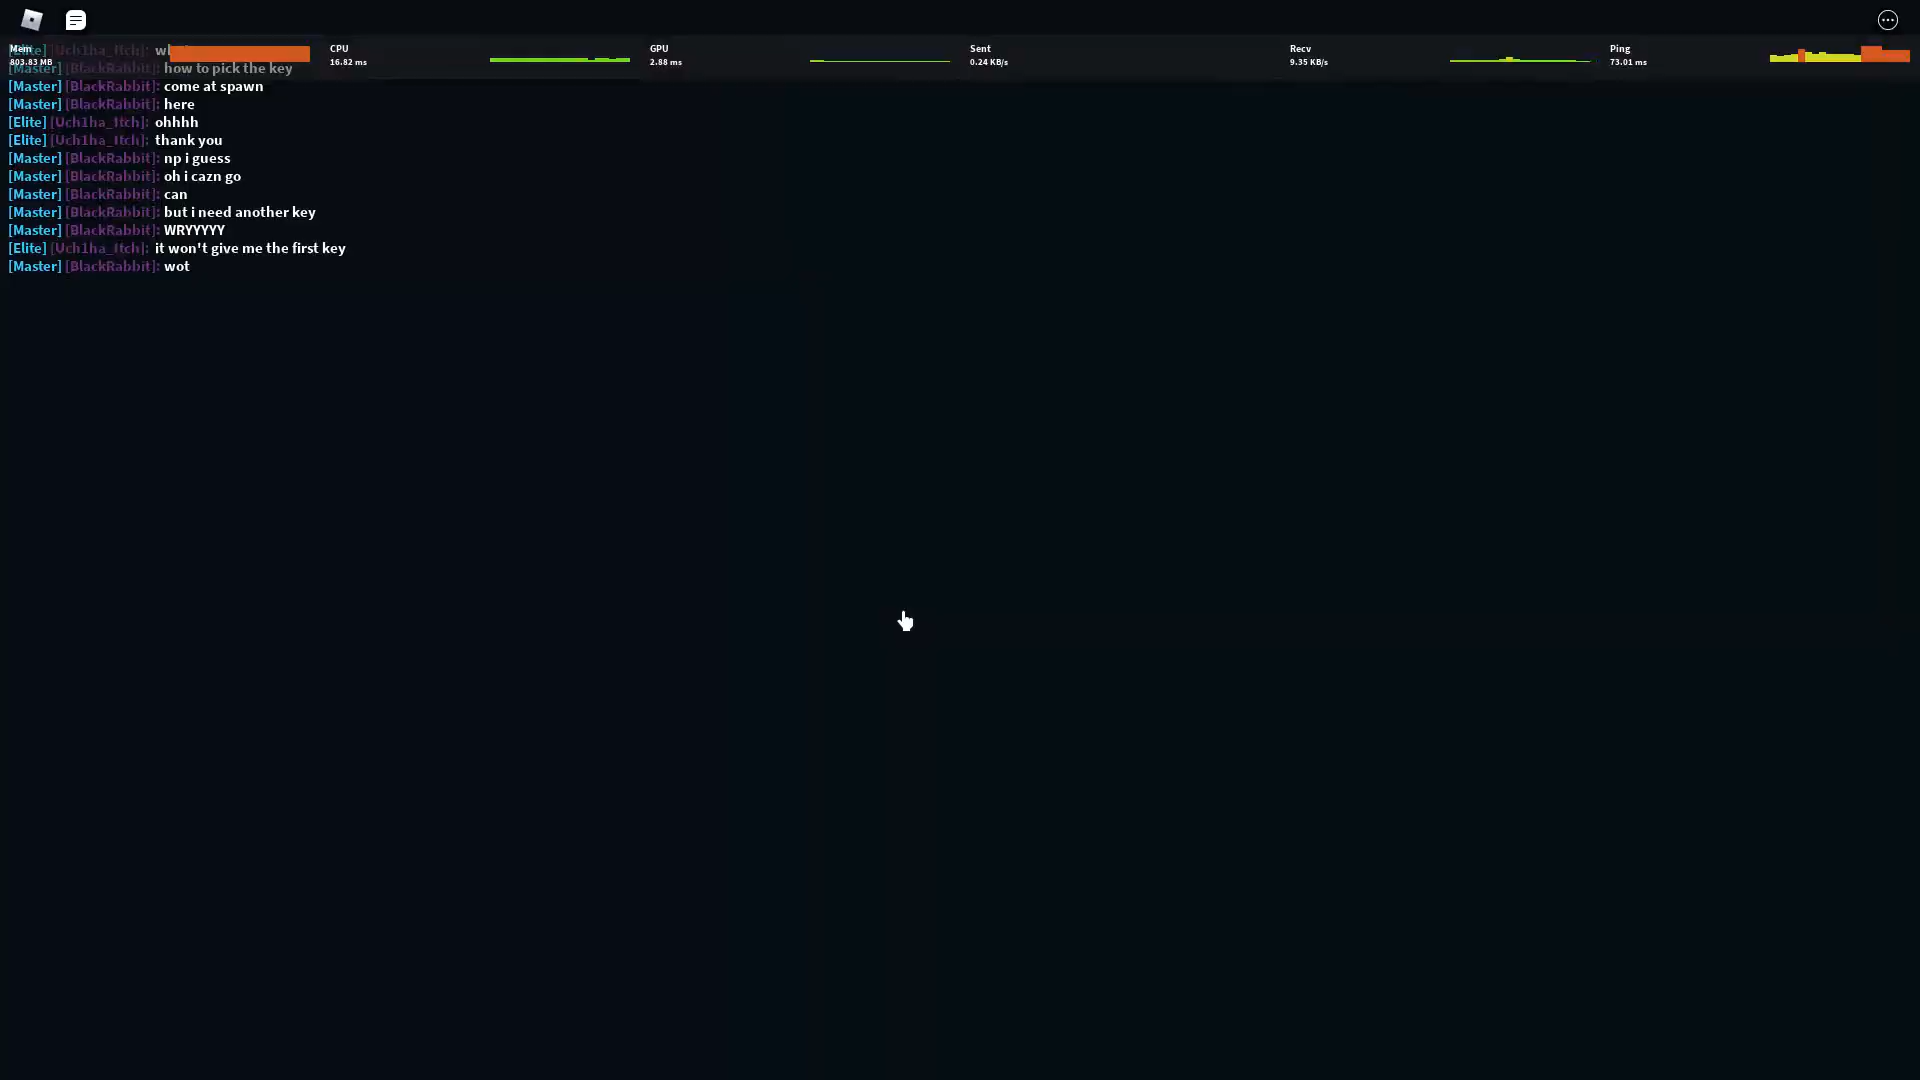 Mem
803.83 MB
CPU
16.82 ms
GPU
2.88 ms
Sent
0.24 KB/s
Recv
9.35 KB/s
Ping
73.01 ms
[Elite] [Uch1ha_Itch]:
[Master] [BlackRabbit]: how to pick the key
[Master] [BlackRabbit]: come at spawn
[Master] [BlackRabbit]: here
[Elite] [Uch1ha_Itch]: ohhhh
[Elite] [Uch1ha_Itch]: thank you
[Master] [BlackRabbit]: np i guess
[Master] [BlackRabbit]: oh i cazn go
[Master] [BlackRabbit]: can
[Master] [BlackRabbit]: but i need another key
[Master] [BlackRabbit]: WRYYYYY
[Elite] [Uch1ha_Itch]: it won't give me the first key
[Master] [BlackRabbit]: wot